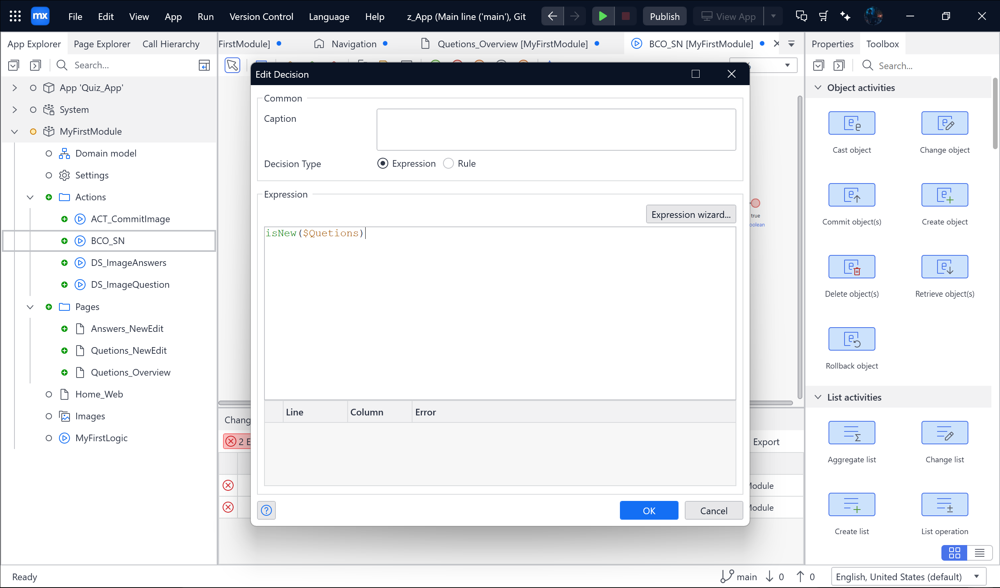 mx File Edit View App Run Version Control Language Help z_App (Main line ('main'), Git Publish View App
App Explorer Page Explorer Call Hierarchy FirstModule] Navigation Quetions_Overview [MyFirstModule] BCO_SN [MyFirstModule] Properties Toolbox
Search...
Search...
App 'Quiz_App'
System
MyFirstModule
Domain model
Settings
Actions
ACT_CommitImage
BCO_SN
DS_ImageAnswers
DS_ImageQuestion
Pages
Answers_NewEdit
Quetions_NewEdit
Quetions_Overview
Home_Web
Images
MyFirstLogic
Edit Decision
Common
Caption
Decision Type Expression Rule
Expression
Expression wizard...
isNew($Quetions)
Line Column Error
OK Cancel
true
oolean
Chang
2 E
Export
Module
Module
Object activities
Cast object Change object
Commit object(s) Create object
Delete object(s) Retrieve object(s)
Rollback object
List activities
Aggregate list Change list
Create list List operation
Ready main 0 0 English, United States (default)